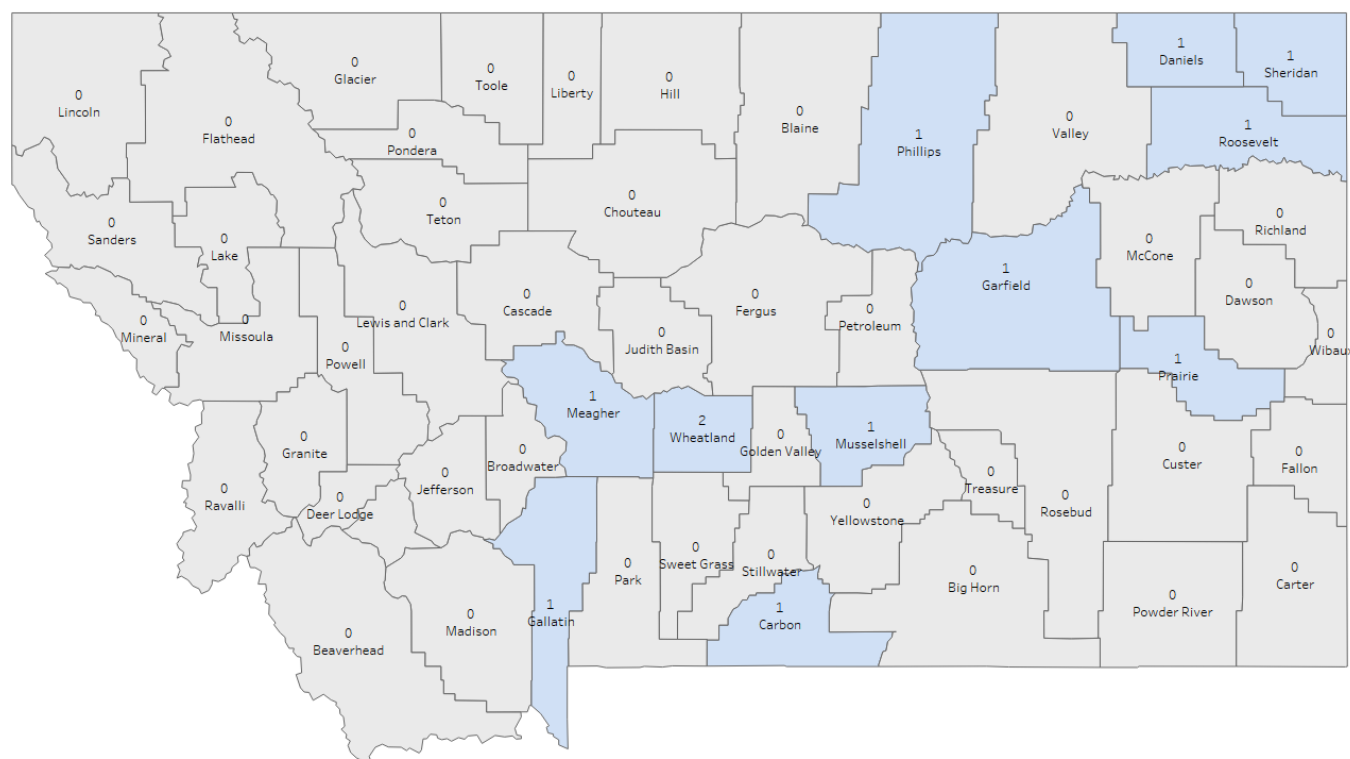 0
Lincoln
0
Flathead
0
Glacier
0
Toole
0
Liberty
0
Hill
0
Blaine
1
Phillips
0
Valley
1
Daniels
1
Sheridan
1
Roosevelt
0
Pondera
0
Teton
0
Chouteau
0
Sanders
0
Lake
0
Richland
0
McCone
1
Garfield
0
Dawson
0
Mineral
0
Missoula
0
Lewis and Clark
0
Cascade
0
Judith Basin
0
Fergus
0
Petroleum
0
Wibaux
0
Powell
1
Prairie
1
Meagher
2
Wheatland
0
Golden Valley
1
Musselshell
0
Granite
0
Broadwater
0
Jefferson
0
Custer
0
Fallon
0
Ravalli
0
Deer Lodge
0
Treasure
0
Rosebud
0
Yellowstone
0
Sweet Grass
0
Stillwater
0
Park
0
Big Horn
0
Carter
0
Powder River
1
Gallatin
1
Carbon
0
Madison
0
Beaverhead